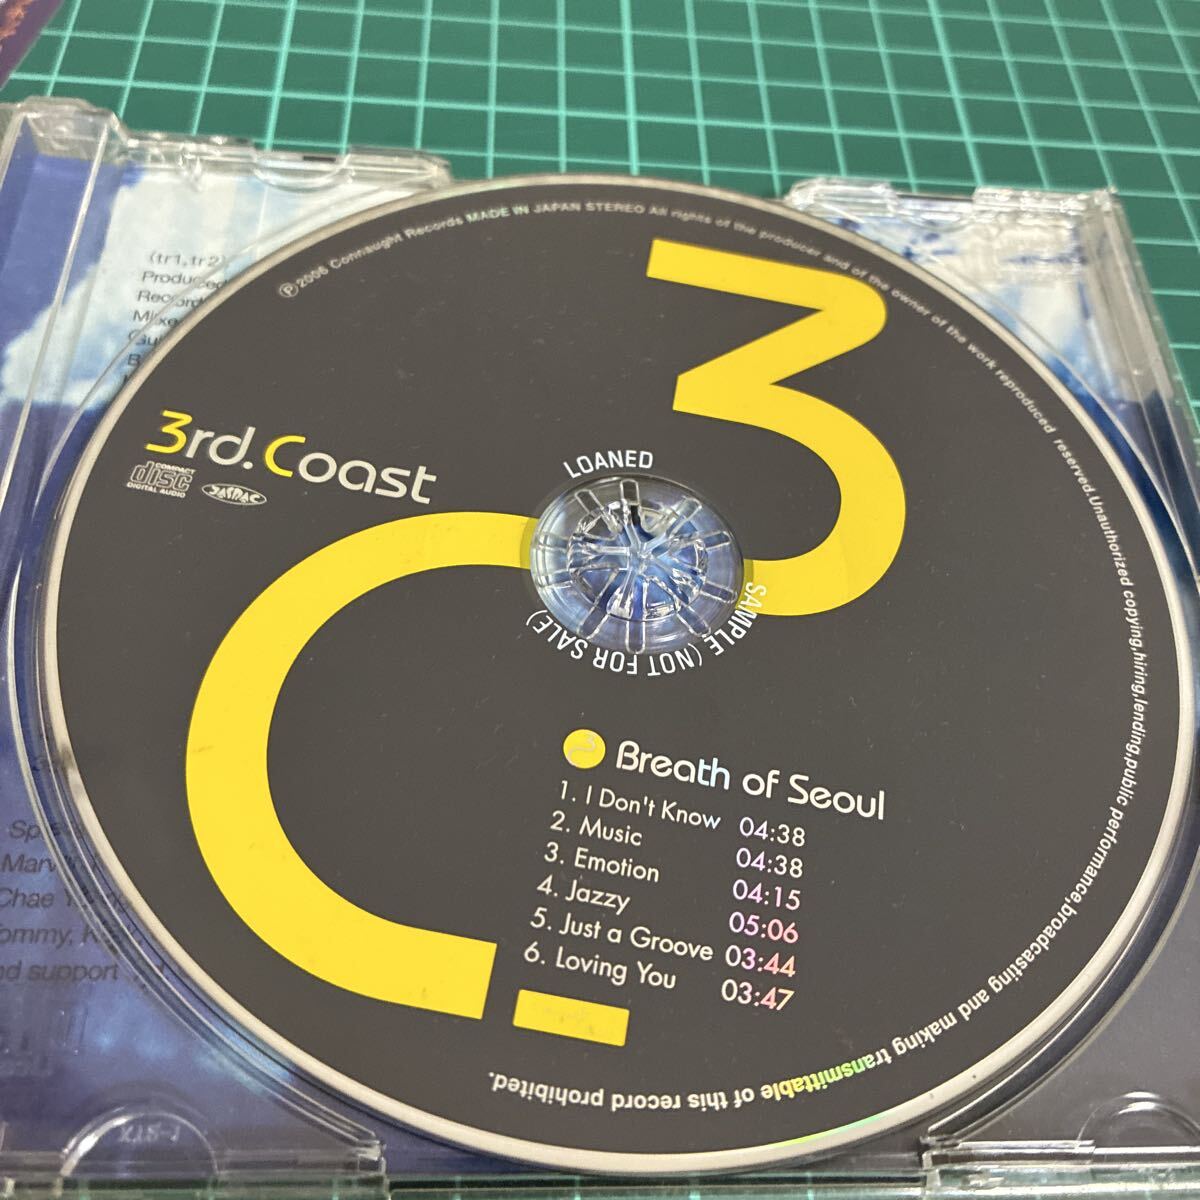 ℗2006 Connaught Records MADE IN JAPAN STEREO All rights of the producer and of the owner of the work reproduced reserved.Unauthorized copying,hiring,lending,public performance,broadcasting and making transmittable of this record prohibited.
3rd.Coast
COMPACT
disc
DIGITAL AUDIO
JASRAC
3
LOANED
SAMPLE (NOT FOR SALE)
Breath of Seoul
1. I Don't Know 04:38
2. Music 04:38
3. Emotion 04:15
4. Jazzy 05:06
5. Just a Groove 03:44
6. Loving You 03:47
(tr1,tr2)
Produced
Chae
Tommy,
support